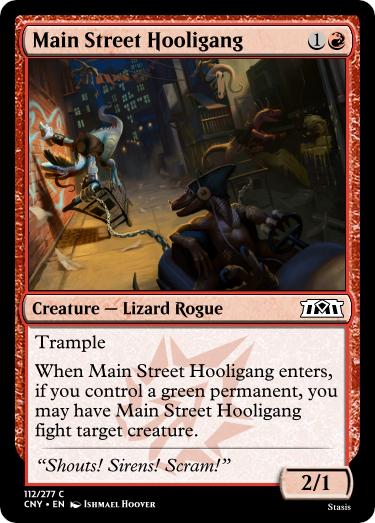 Main Street Hooligang 1
Creature — Lizard Rogue
Trample
When Main Street Hooligang enters,
if you control a green permanent, you
may have Main Street Hooligang
fight target creature.
“Shouts! Sirens! Scram!”
2/1
112/277 C
CNY • EN Ishmael Hoover
Stasis